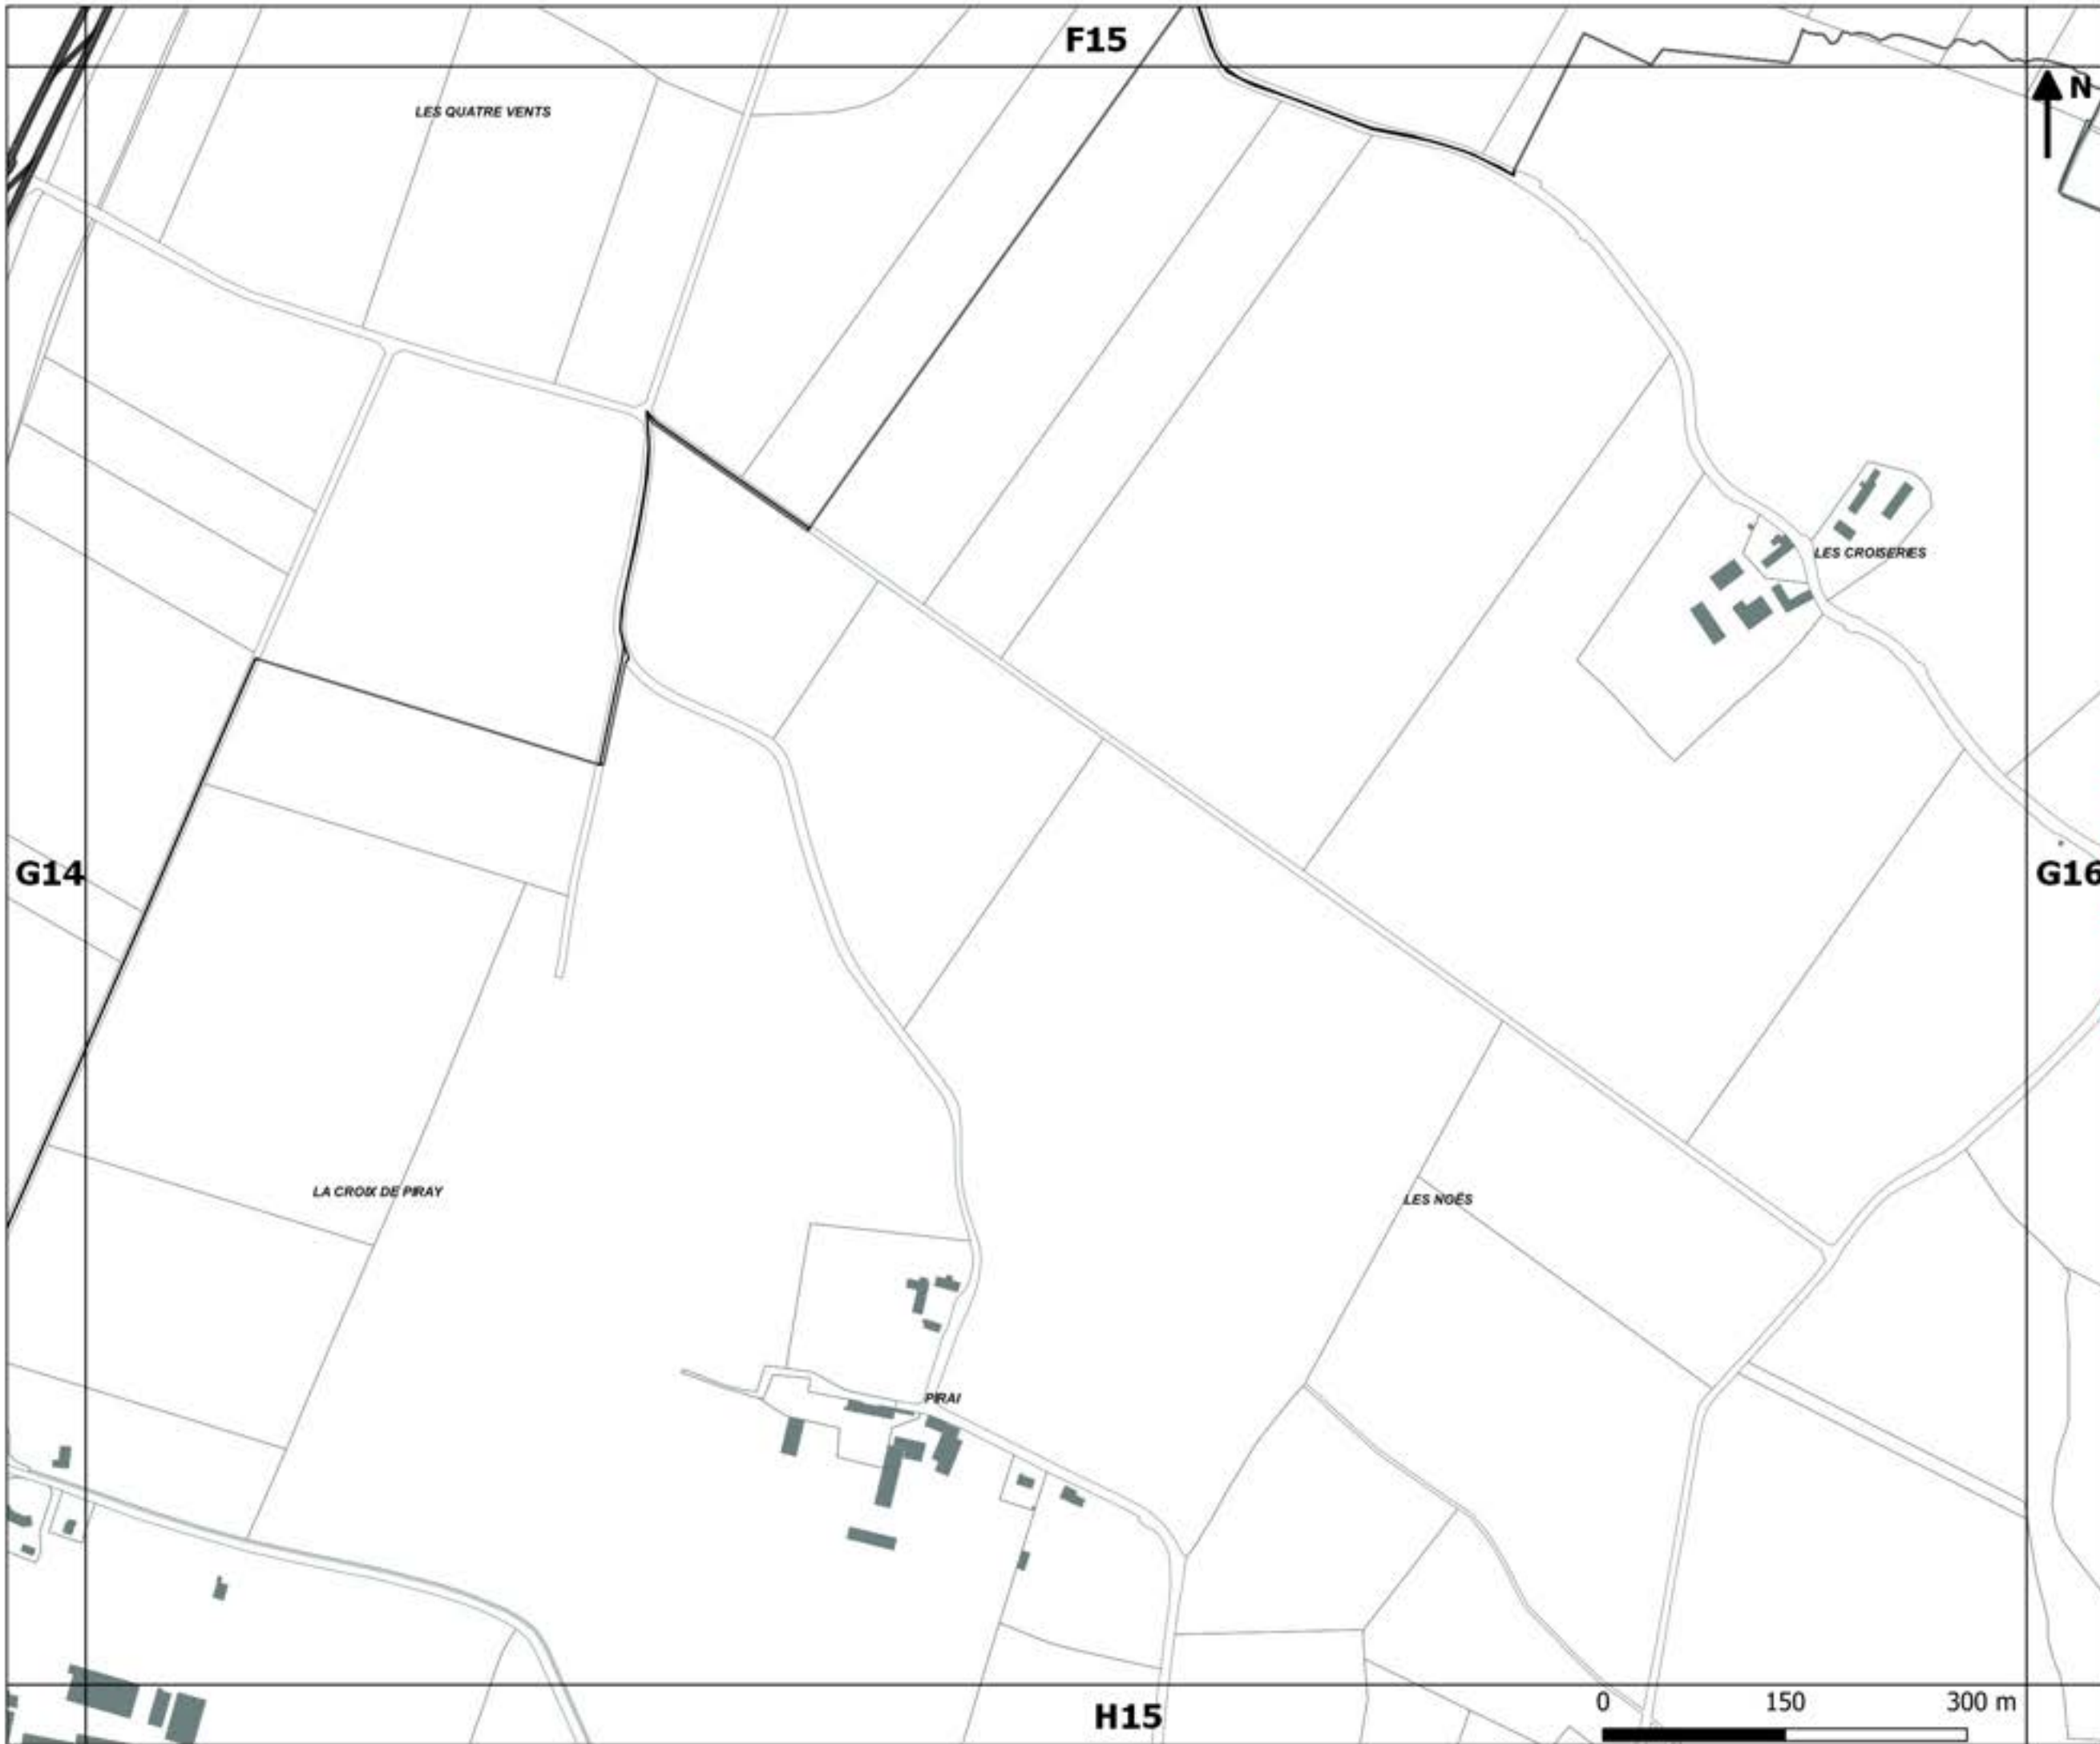 F15
N
LES QUATRE VENTS
LES CROISERIES
G14
G16
LA CROIX DE PIRAY
LES NOËS
PIRAI
0 150 300 m
H15